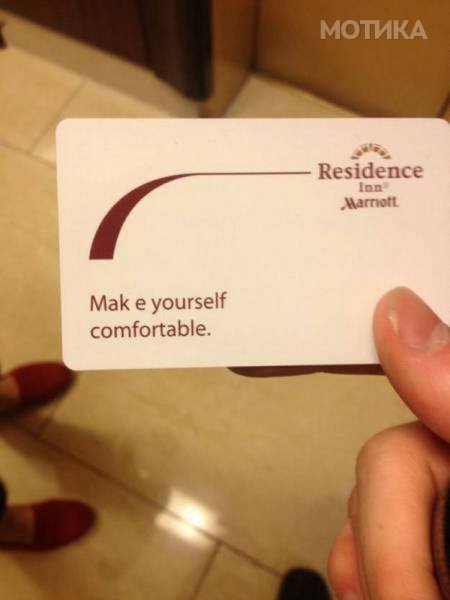 МОТИКА
Residence
Inn®
Marriott.
Mak e yourself
comfortable.